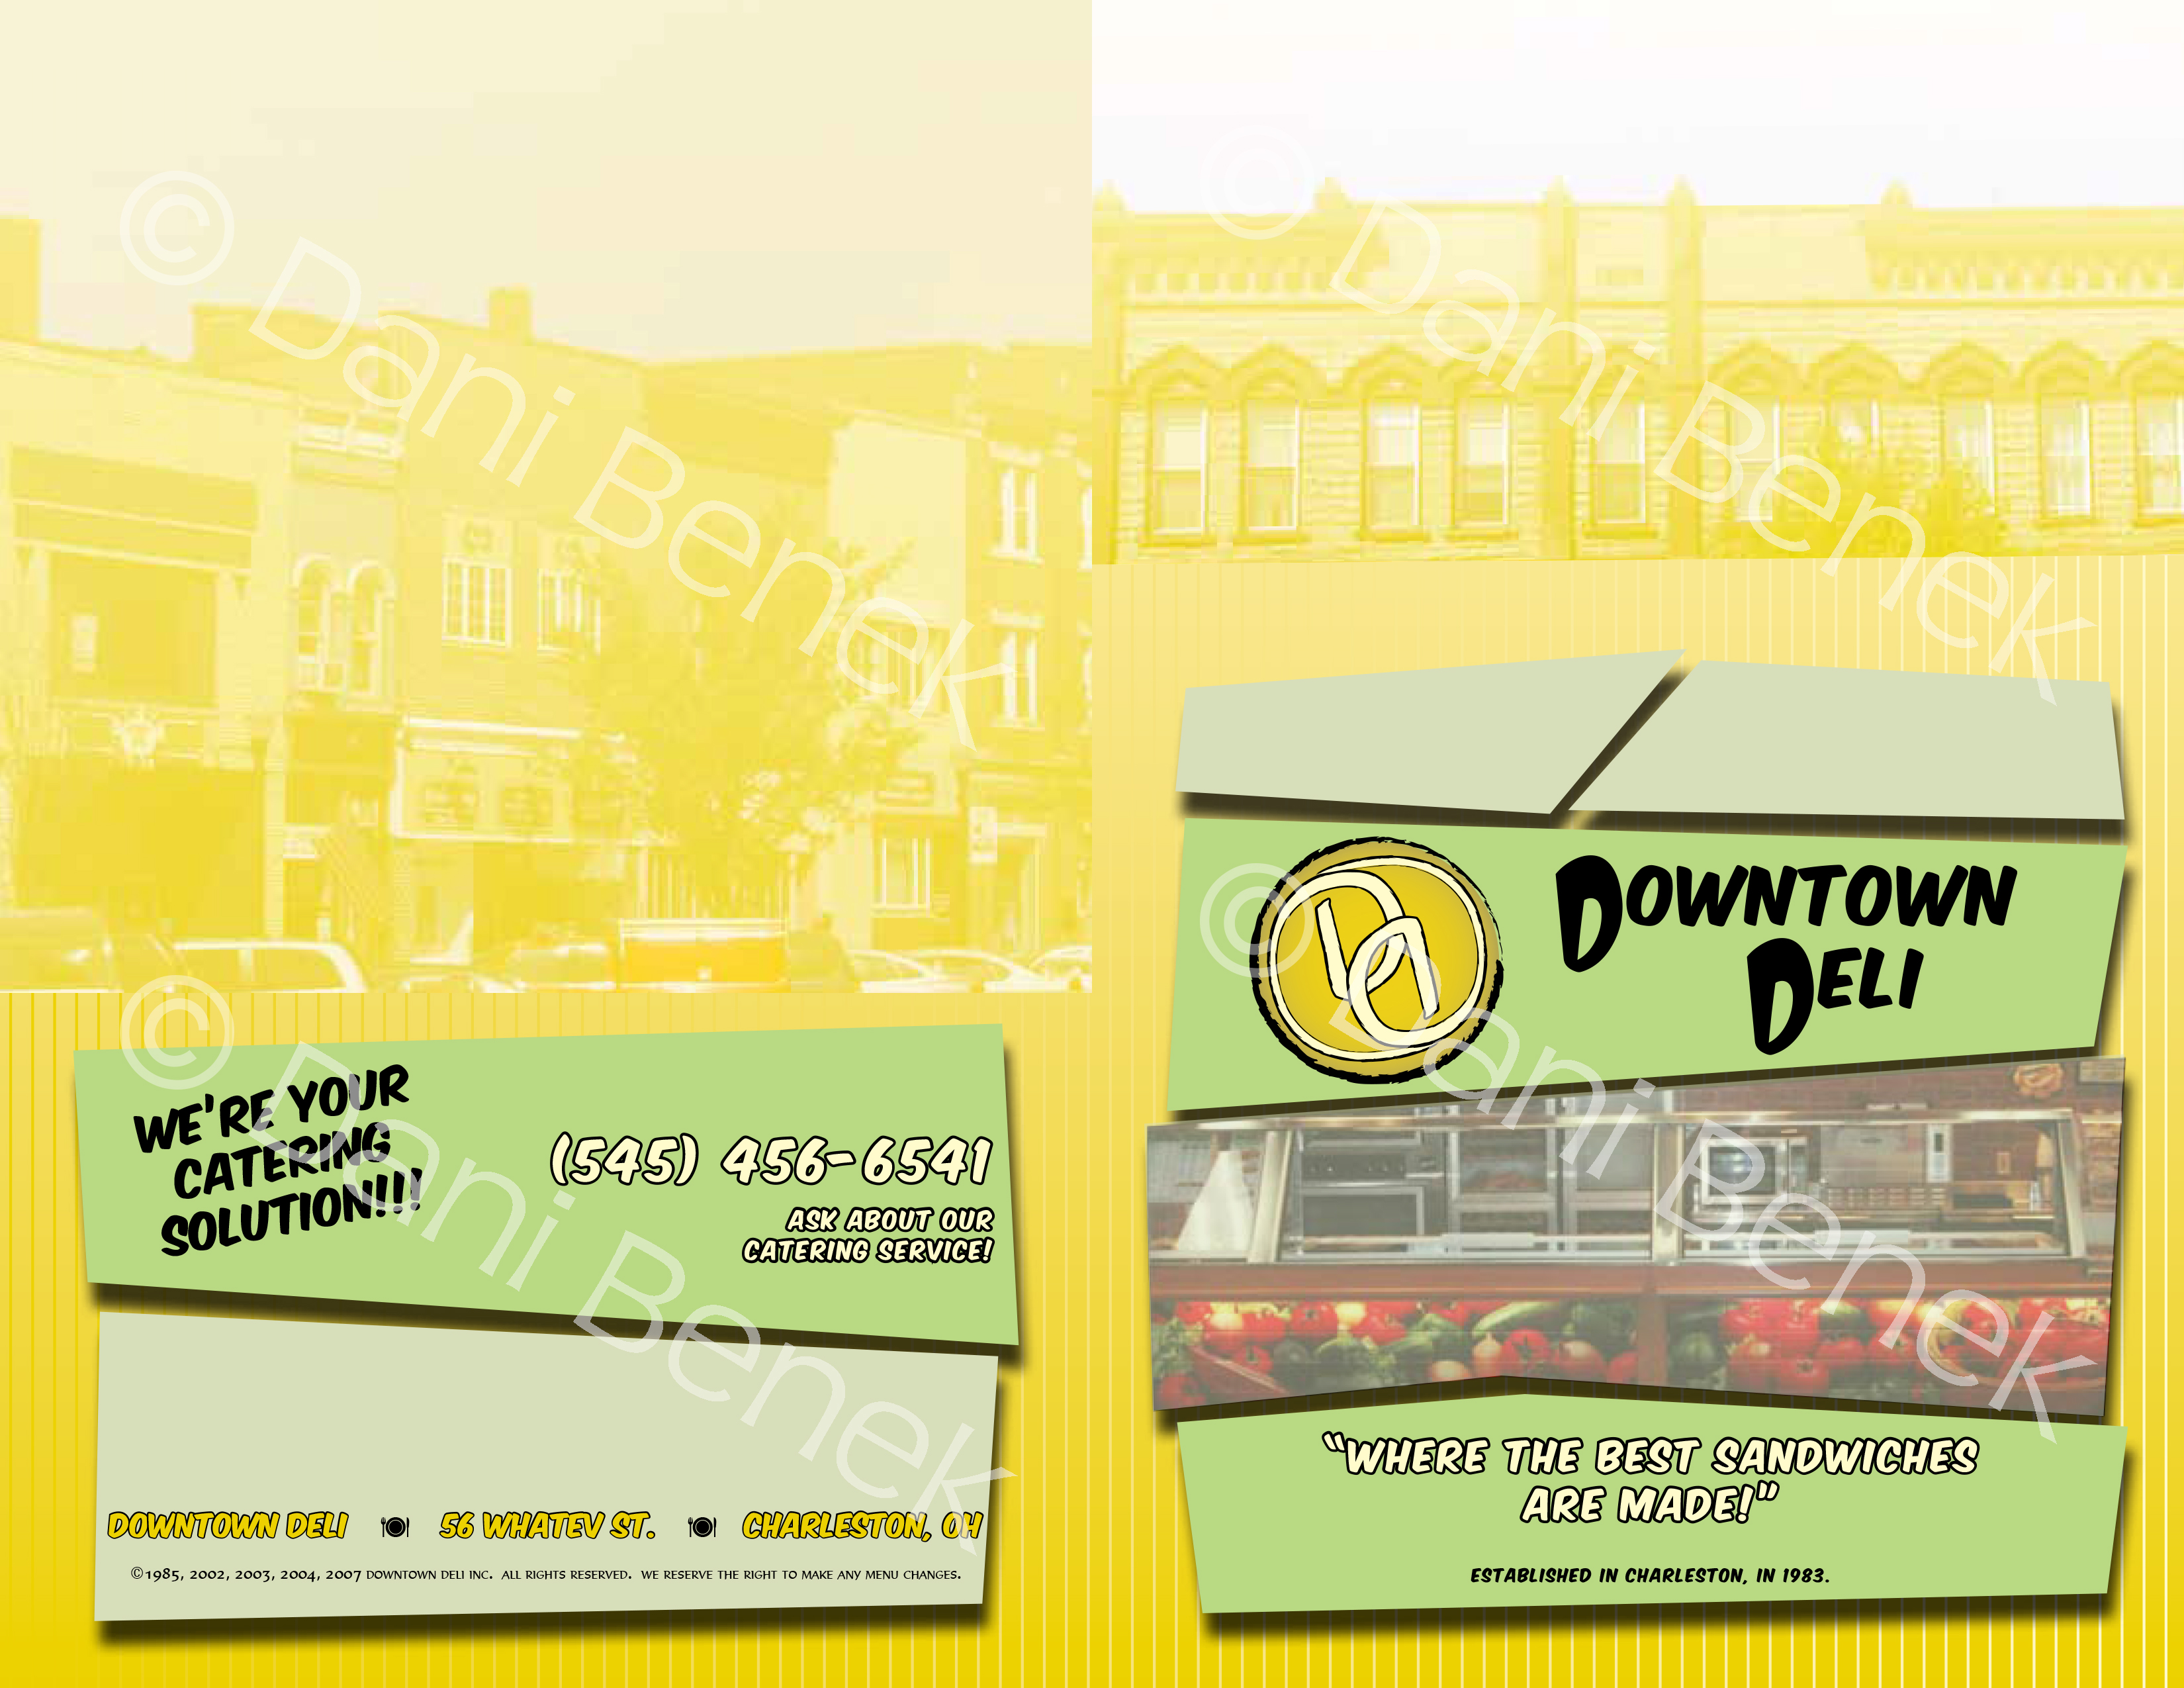 © Dani Benek
© Dani Benek
WE'RE YOUR
CATERING
SOLUTION!!!
(545) 456-6541
ASK ABOUT OUR
CATERING SERVICE!
DOWNTOWN DELI 56 WHATEV ST. CHARLESTON, OH
©1985, 2002, 2003, 2004, 2007 DOWNTOWN DELI INC. ALL RIGHTS RESERVED. WE RESERVE THE RIGHT TO MAKE ANY MENU CHANGES.
© Dani Benek
DOWNTOWN
DELI
© Dani Benek
"WHERE THE BEST SANDWICHES
ARE MADE!"
ESTABLISHED IN CHARLESTON, IN 1983.